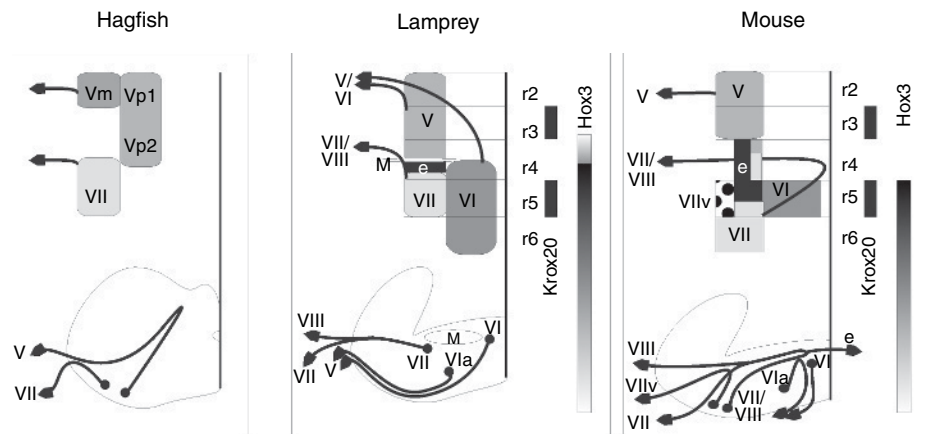 Hagfish
Vm
Vp1
Vp2
VII
V
VII
Lamprey
V/
VI
VII/
VIII
M
V
e
VII
VI
r2
r3
r4
r5
r6
Krox20
Hox3
VIII
VII
V
VII
M
VIa
VI
Mouse
V
VII/
VIII
VIIv
V
e
VI
VII
r2
r3
r4
r5
r6
Krox20
Hox3
VIII
VIIv
VII
VII/
VIII
VIa
VI
e